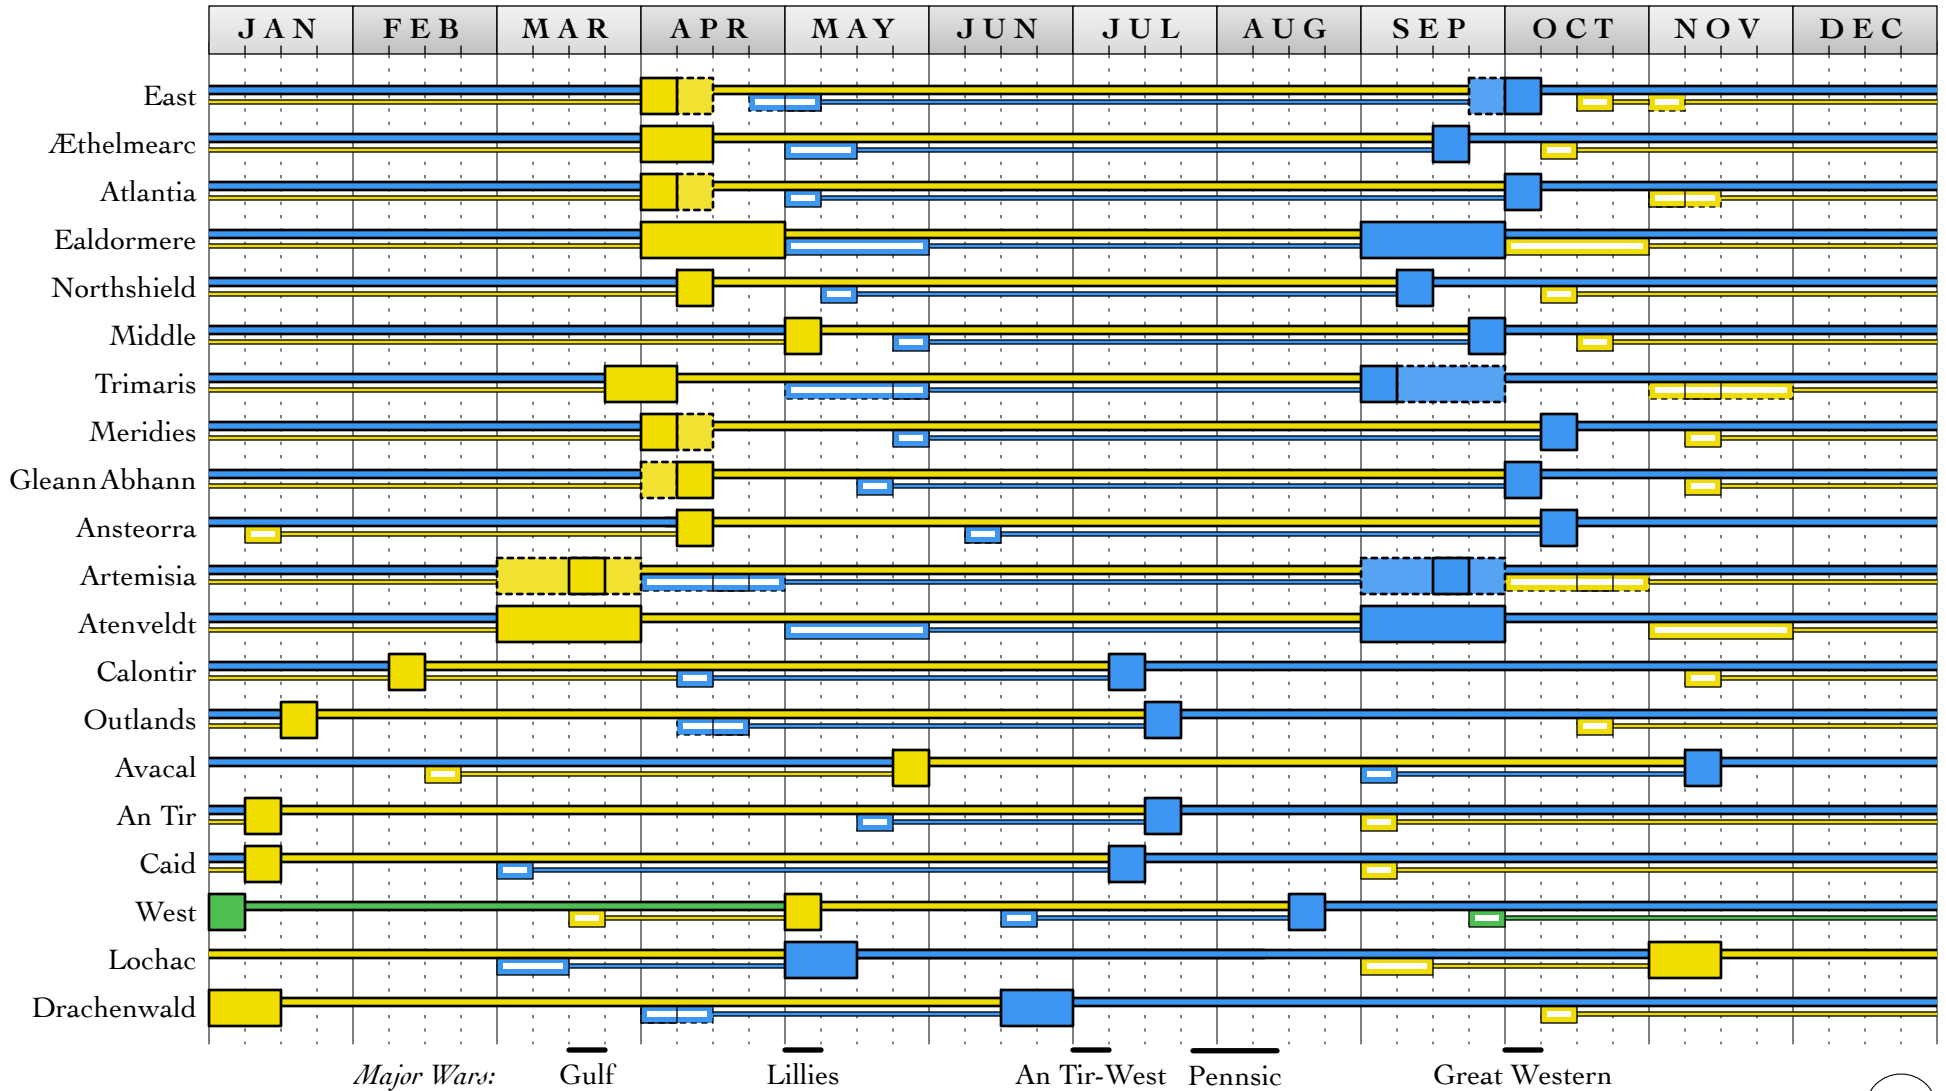 JAN FEB MAR APR MAY JUN JUL AUG SEP OCT NOV DEC
East
Æthelmearc
Atlantia
Ealdormere
Northshield
Middle
Trimaris
Meridies
Gleann Abhann
Ansteorra
Artemisia
Atenveldt
Calontir
Outlands
Avacal
An Tir
Caid
West
Lochac
Drachenwald
Major Wars: Gulf Lillies An Tir-West Pennsic Great Western